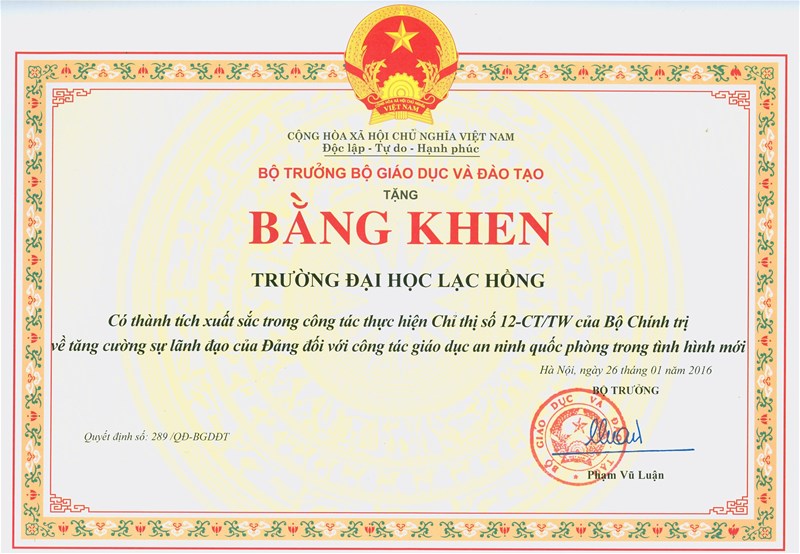 CỘNG HÒA XÃ HỘI CHỦ NGHĨA VIỆT NAM
VIỆT NAM
CỘNG HÒA XÃ HỘI CHỦ NGHĨA VIỆT NAM
Độc lập - Tự do - Hạnh phúc
BỘ TRƯỞNG BỘ GIÁO DỤC VÀ ĐÀO TẠO
TẶNG
BẰNG KHEN
TRƯỜNG ĐẠI HỌC LẠC HỒNG
Có thành tích xuất sắc trong công tác thực hiện Chỉ thị số 12-CT/TW của Bộ Chính trị
về tăng cường sự lãnh đạo của Đảng đối với công tác giáo dục an ninh quốc phòng trong tình hình mới
Hà Nội, ngày 26 tháng 01 năm 2016
BỘ TRƯỞNG
BỘ GIÁO DỤC VÀ
Quyết định số: 289 /QĐ-BGDĐT
Phạm Vũ Luận